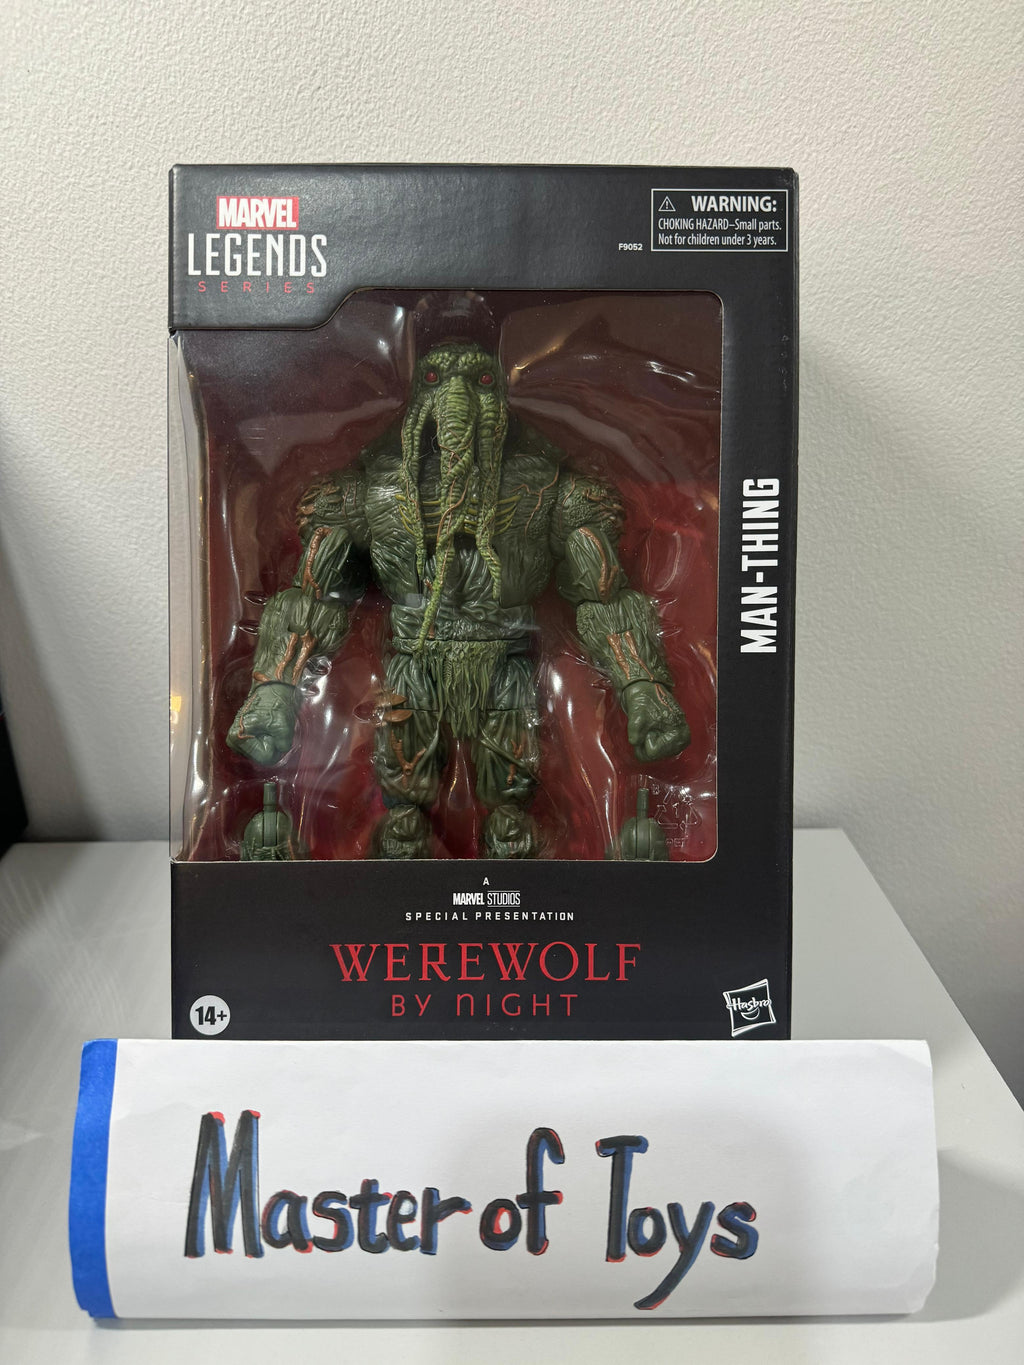 MARVEL
LEGENDS
SERIES
F9052
WARNING:
CHOKING HAZARD–Small parts.
Not for children under 3 years.
MAN-THING
A
MARVEL STUDIOS
SPECIAL PRESENTATION
WEREWOLF
BY NIGHT
14+
Hasbro
Master of Toys